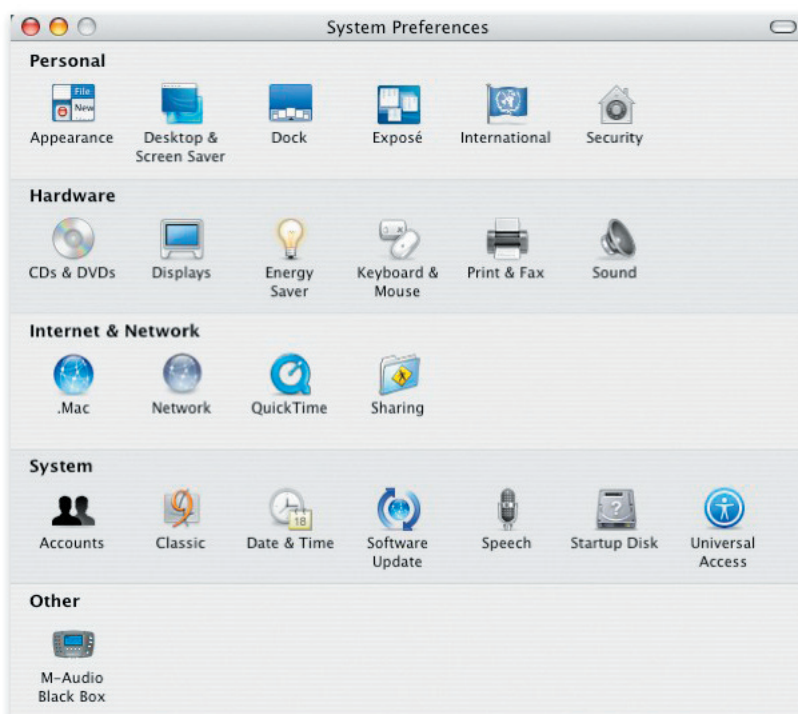 System Preferences
Personal
File
New
Appearance
Desktop &
Screen Saver
Dock
Exposé
International
Security
Hardware
CDs & DVDs
Displays
Energy
Saver
Keyboard &
Mouse
Print & Fax
Sound
Internet & Network
.Mac
Network
QuickTime
Sharing
System
18
Accounts
Classic
Date & Time
Software
Update
Speech
Startup Disk
Universal
Access
Other
M-Audio
Black Box